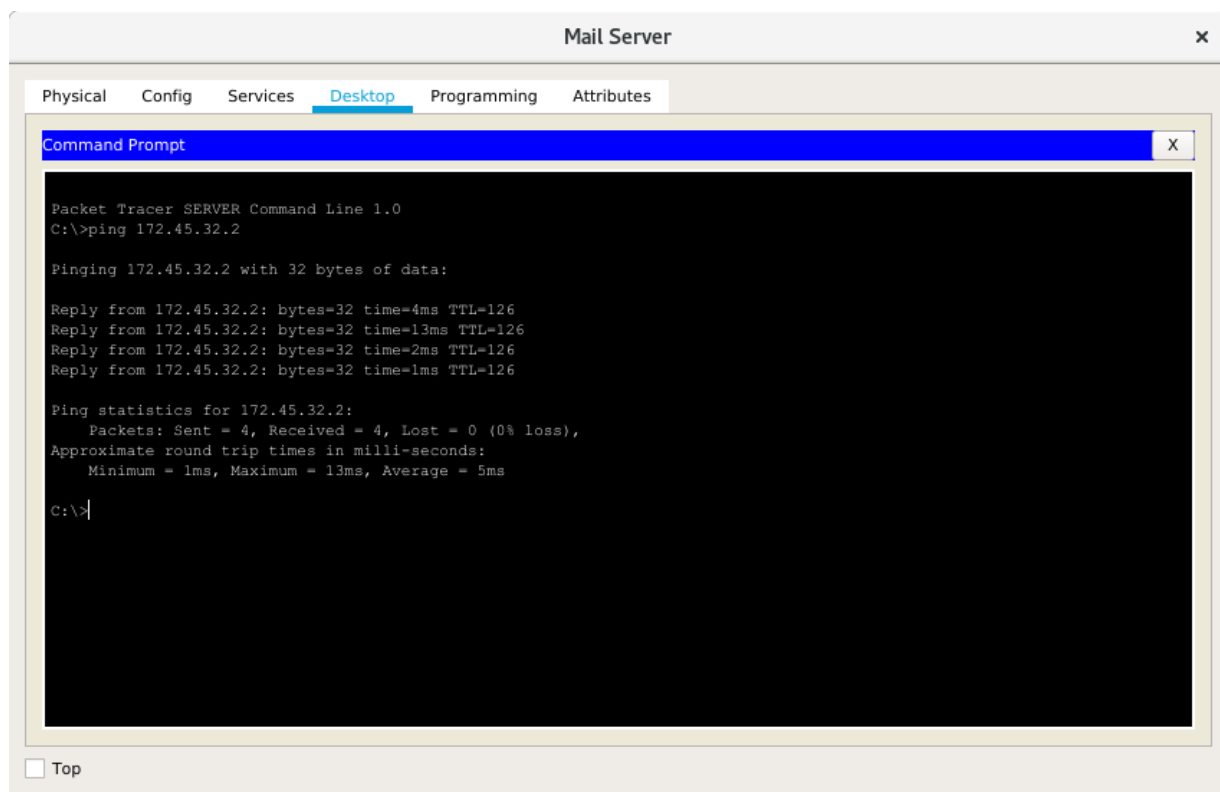 Mail Server
×
Physical Config Services Desktop Programming Attributes
Command Prompt
X
Packet Tracer SERVER Command Line 1.0
C:\>ping 172.45.32.2
Pinging 172.45.32.2 with 32 bytes of data:
Reply from 172.45.32.2: bytes=32 time=4ms TTL=126
Reply from 172.45.32.2: bytes=32 time=13ms TTL=126
Reply from 172.45.32.2: bytes=32 time=2ms TTL=126
Reply from 172.45.32.2: bytes=32 time=1ms TTL=126
Ping statistics for 172.45.32.2:
Packets: Sent = 4, Received = 4, Lost = 0 (0% loss),
Approximate round trip times in milli-seconds:
Minimum = 1ms, Maximum = 13ms, Average = 5ms
C:\>
Top